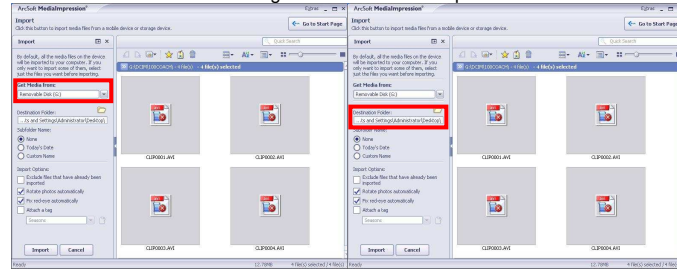 ArcSoft MediaImpression
Import
Click this button to import media files from a mobile device or storage device.
Go to Start Page
Import
Quick Search
By default, all the media files on the device
will be imported to your computer. If you
only want to import some of them, select
just the files you want before importing.
4 file(s) selected
Get Media from:
Removable Disk (G:)
Destination Folder:
...ts and Settings\Administrator\Desktop\
Subfolder Name:
None
Today's Date
Custom Name
Import Options:
Exclude files that have already been
imported
Rotate photos automatically
Fix red-eye automatically
Attach a tag
Seasons
Import
Cancel
CLIP0001.AVI
CLIP0002.AVI
CLIP0003.AVI
CLIP0004.AVI
Ready
4 file(s) selected
ArcSoft MediaImpression
Import
Click this button to import media files from a mobile device or storage device.
Go to Start Page
Import
Quick Search
By default, all the media files on the device
will be imported to your computer. If you
only want to import some of them, select
just the files you want before importing.
4 file(s) selected
Get Media from:
Removable Disk (G:)
Destination Folder:
...ts and Settings\Administrator\Desktop\
Subfolder Name:
None
Today's Date
Custom Name
Import Options:
Exclude files that have already been
imported
Rotate photos automatically
Fix red-eye automatically
Attach a tag
Seasons
Import
Cancel
CLIP0001.AVI
CLIP0002.AVI
CLIP0003.AVI
CLIP0004.AVI
4 file(s) selected